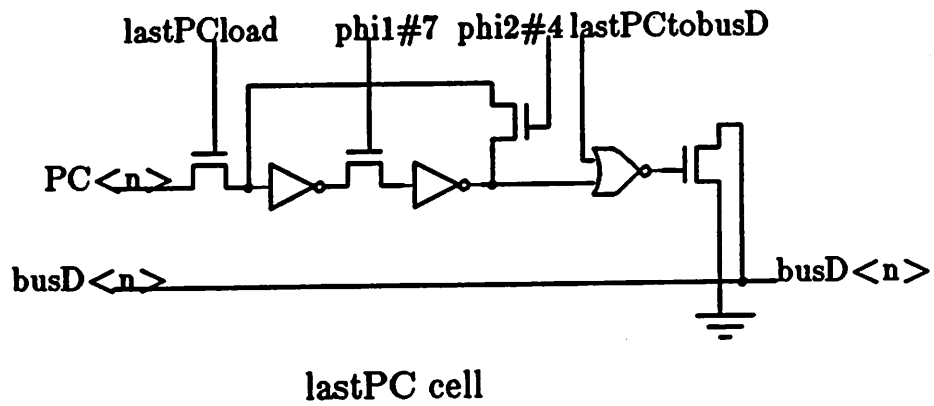 lastPCload phi1#7 phi2#4 lastPCtobusD
PC<n>
busD<n> busD<n>
lastPC cell